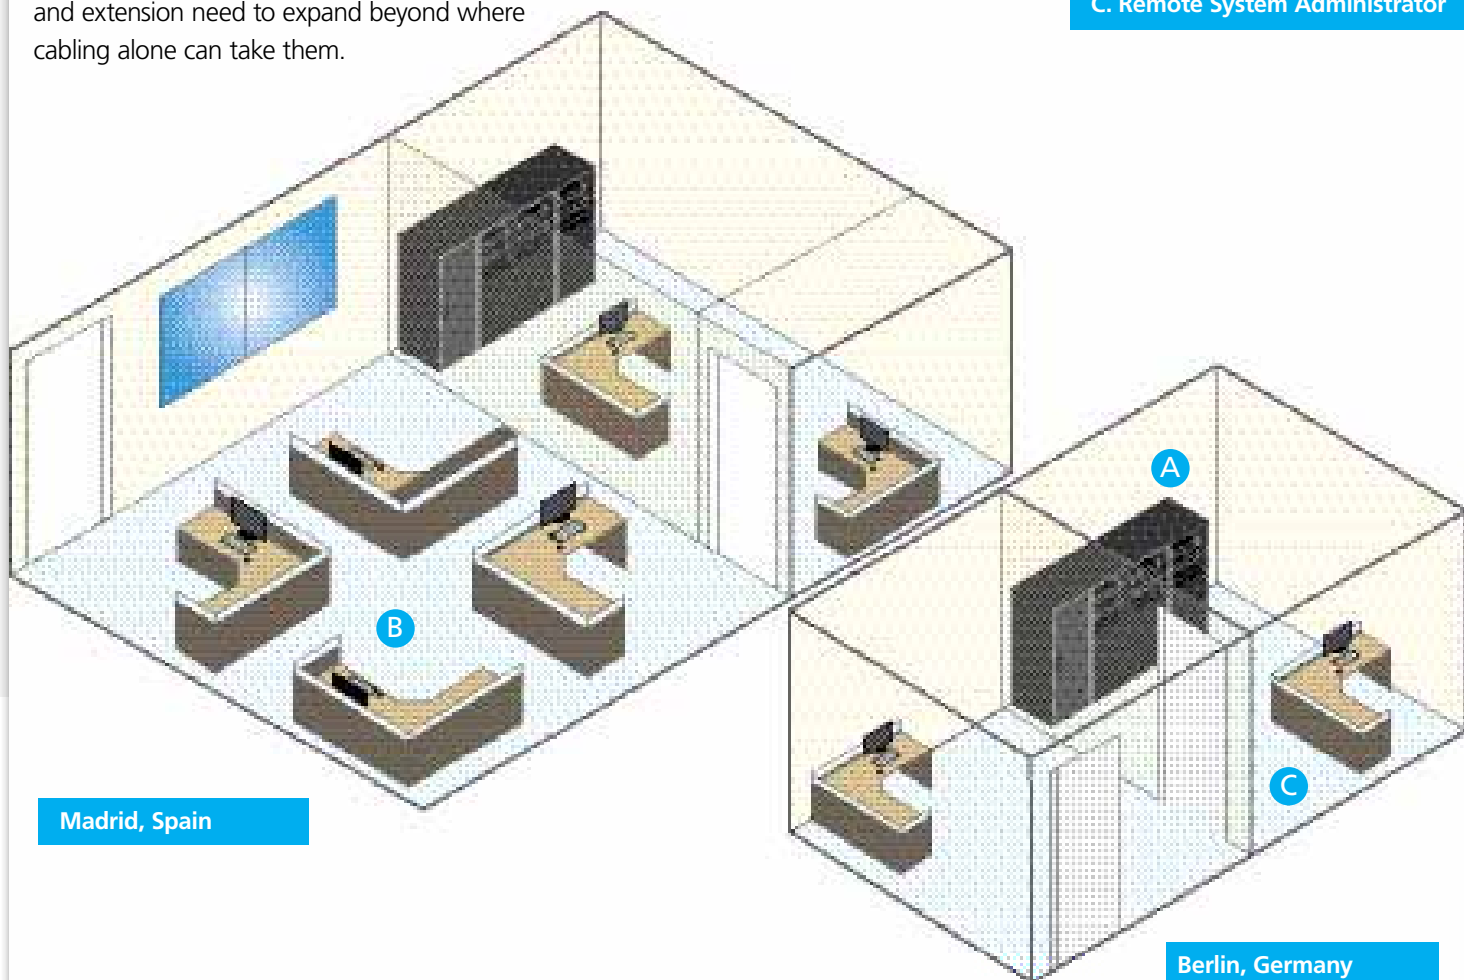 and extension need to expand beyond where
cabling alone can take them.
C. Remote System Administrator
A
B
C
Madrid, Spain
Berlin, Germany